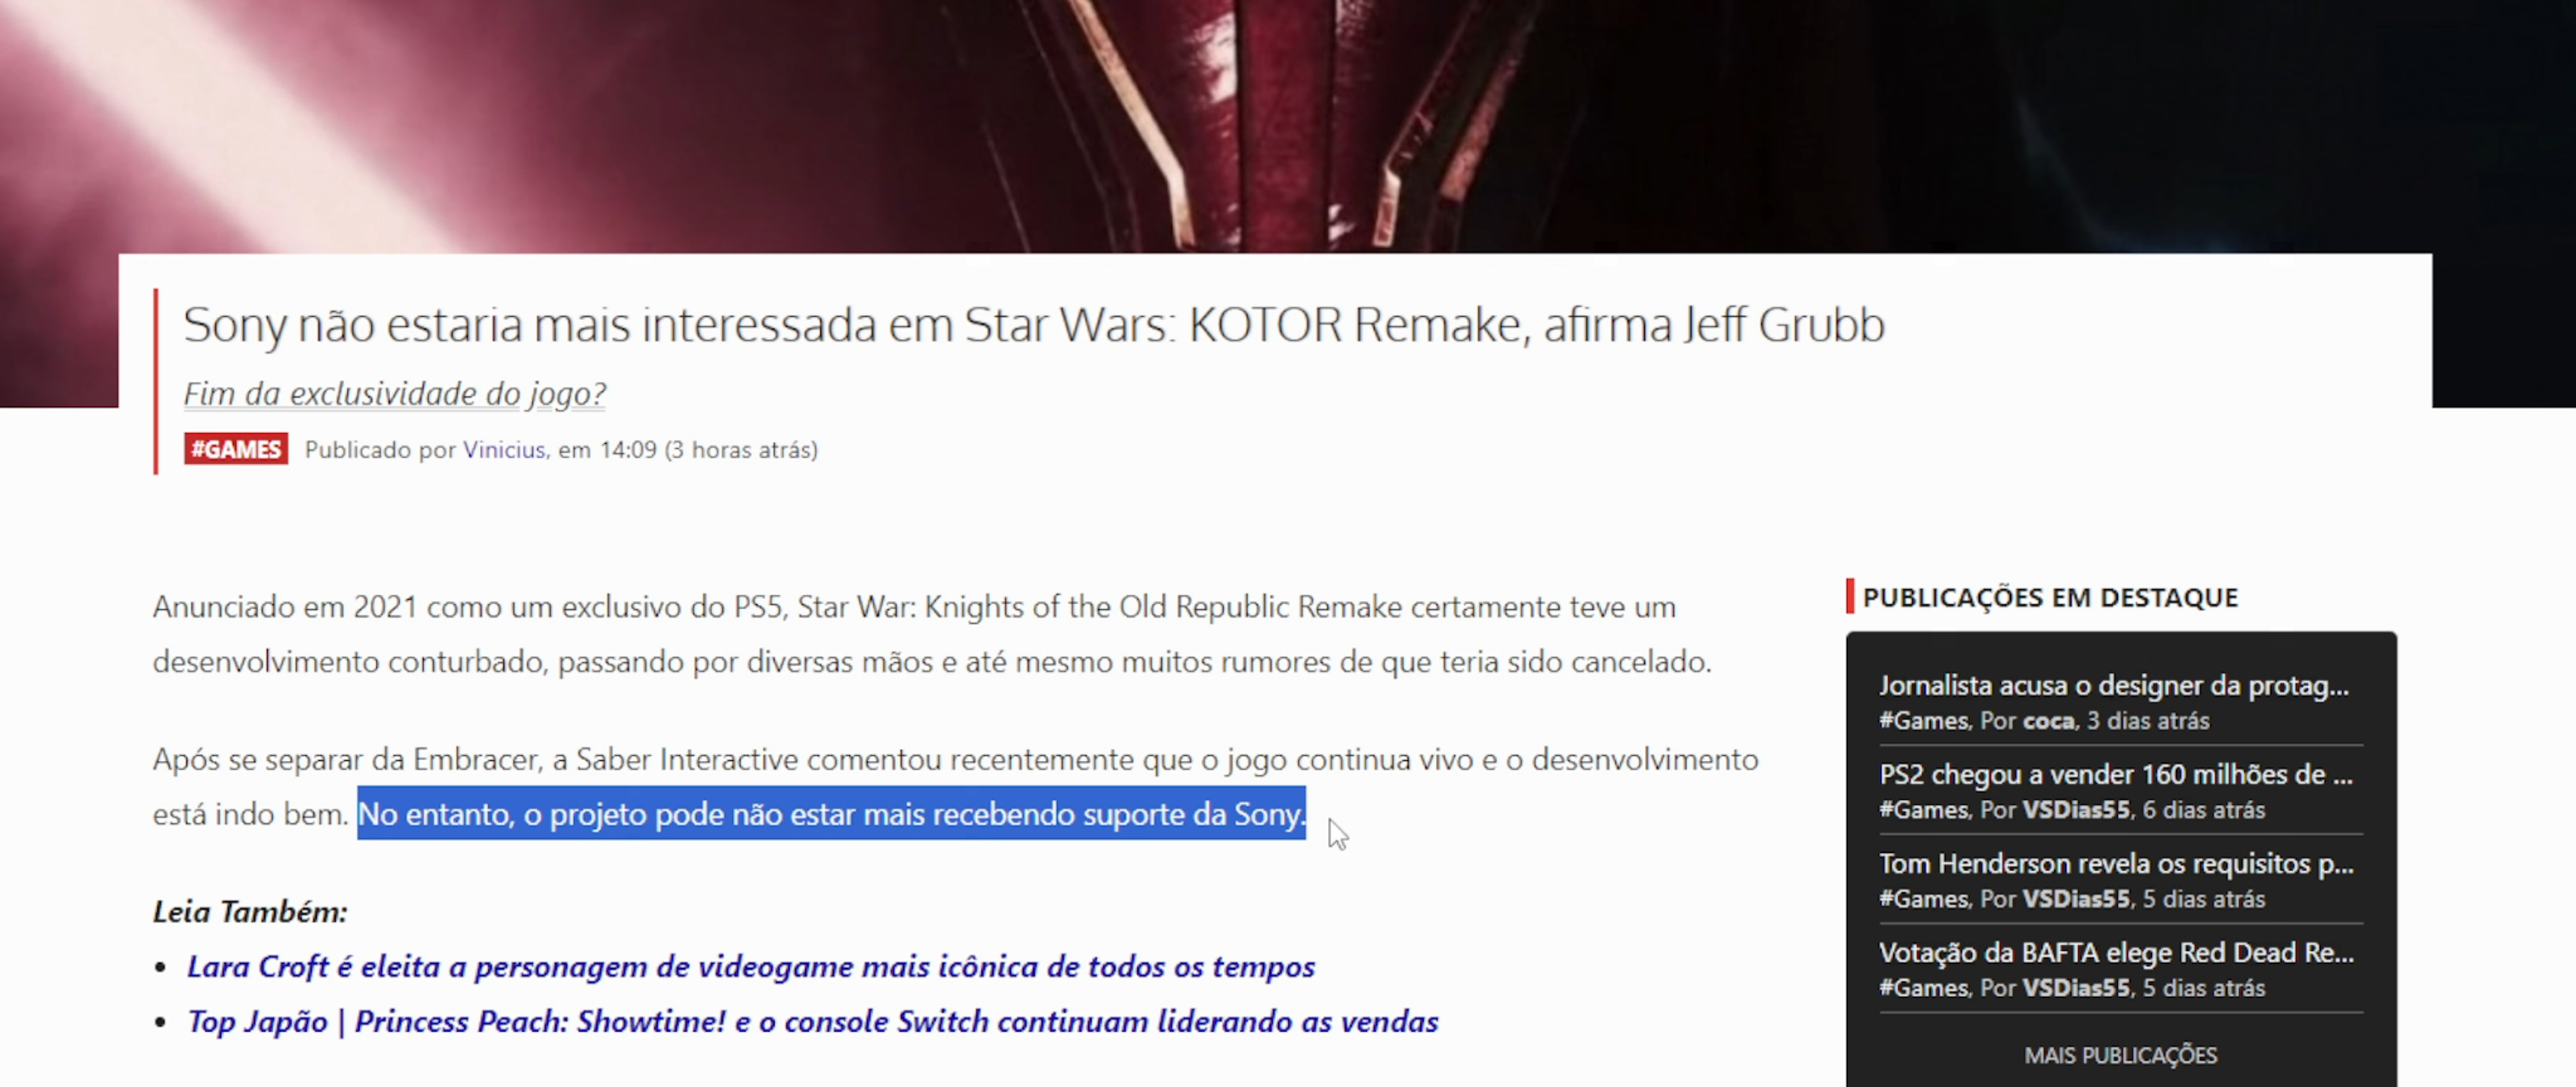 Sony não estaria mais interessada em Star Wars: KOTOR Remake, afirma Jeff Grubb
Fim da exclusividade do jogo?
#GAMES Publicado por Vinicius, em 14:09 (3 horas atrás)
Anunciado em 2021 como um exclusivo do PS5, Star War: Knights of the Old Republic Remake certamente teve um
desenvolvimento conturbado, passando por diversas mãos e até mesmo muitos rumores de que teria sido cancelado.
Após se separar da Embracer, a Saber Interactive comentou recentemente que o jogo continua vivo e o desenvolvimento
está indo bem. No entanto, o projeto pode não estar mais recebendo suporte da Sony.
Leia Também:
• Lara Croft é eleita a personagem de videogame mais icônica de todos os tempos
• Top Japão | Princess Peach: Showtime! e o console Switch continuam liderando as vendas
PUBLICAÇÕES EM DESTAQUE
Jornalista acusa o designer da protag...
#Games, Por coca, 3 dias atrás
PS2 chegou a vender 160 milhões de ...
#Games, Por VSDias55, 6 dias atrás
Tom Henderson revela os requisitos p...
#Games, Por VSDias55, 5 dias atrás
Votação da BAFTA elege Red Dead Re...
#Games, Por VSDias55, 5 dias atrás
MAIS PUBLICAÇÕES